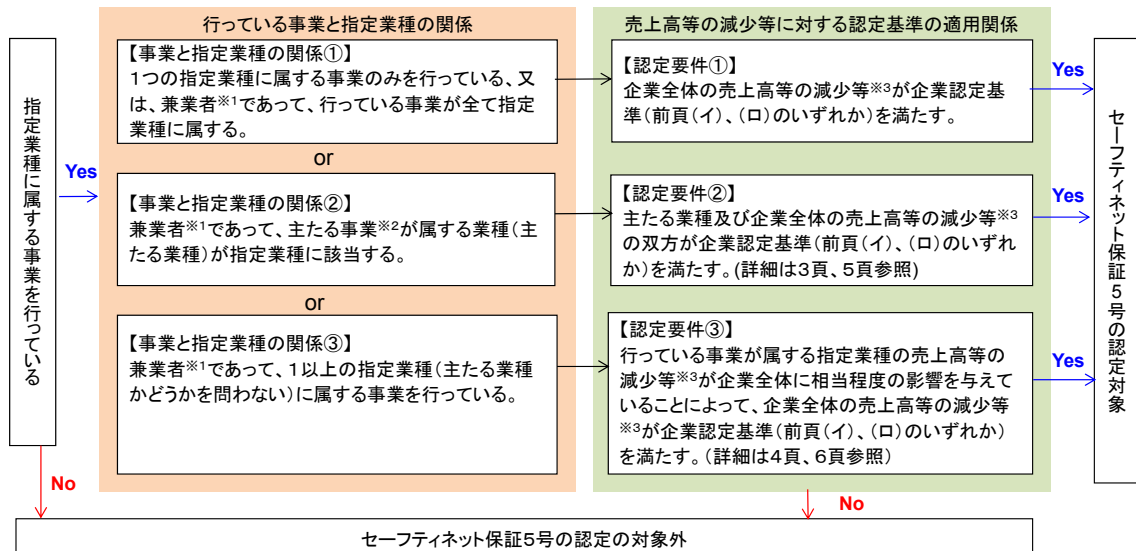 行っている事業と指定業種の関係
売上高等の減少等に対する認定基準の適用関係
指定業種に属する事業を行っている
Yes
【事業と指定業種の関係①】
1つの指定業種に属する事業のみを行っている、又
は、兼業者※1であって、行っている事業が全て指定
業種に属する。
or
【事業と指定業種の関係②】
兼業者※1であって、主たる事業※2が属する業種(主
たる業種)が指定業種に該当する。
or
【事業と指定業種の関係③】
兼業者※1であって、1以上の指定業種(主たる業種
かどうかを問わない)に属する事業を行っている。
【認定要件①】
企業全体の売上高等の減少等※3が企業認定基
準(前頁(イ)、(ロ)のいずれか)を満たす。
Yes
【認定要件②】
主たる業種及び企業全体の売上高等の減少等※3
の双方が企業認定基準(前頁(イ)、(ロ)のいずれ
か)を満たす。(詳細は3頁、5頁参照)
Yes
【認定要件③】
行っている事業が属する指定業種の売上高等の
減少等※3が企業全体に相当程度の影響を与えて
いることによって、企業全体の売上高等の減少等
※3が企業認定基準(前頁(イ)、(ロ)のいずれか)
を満たす。(詳細は4頁、6頁参照)
Yes
セーフティネット保証5号の認定対象
No
No
セーフティネット保証5号の認定の対象外